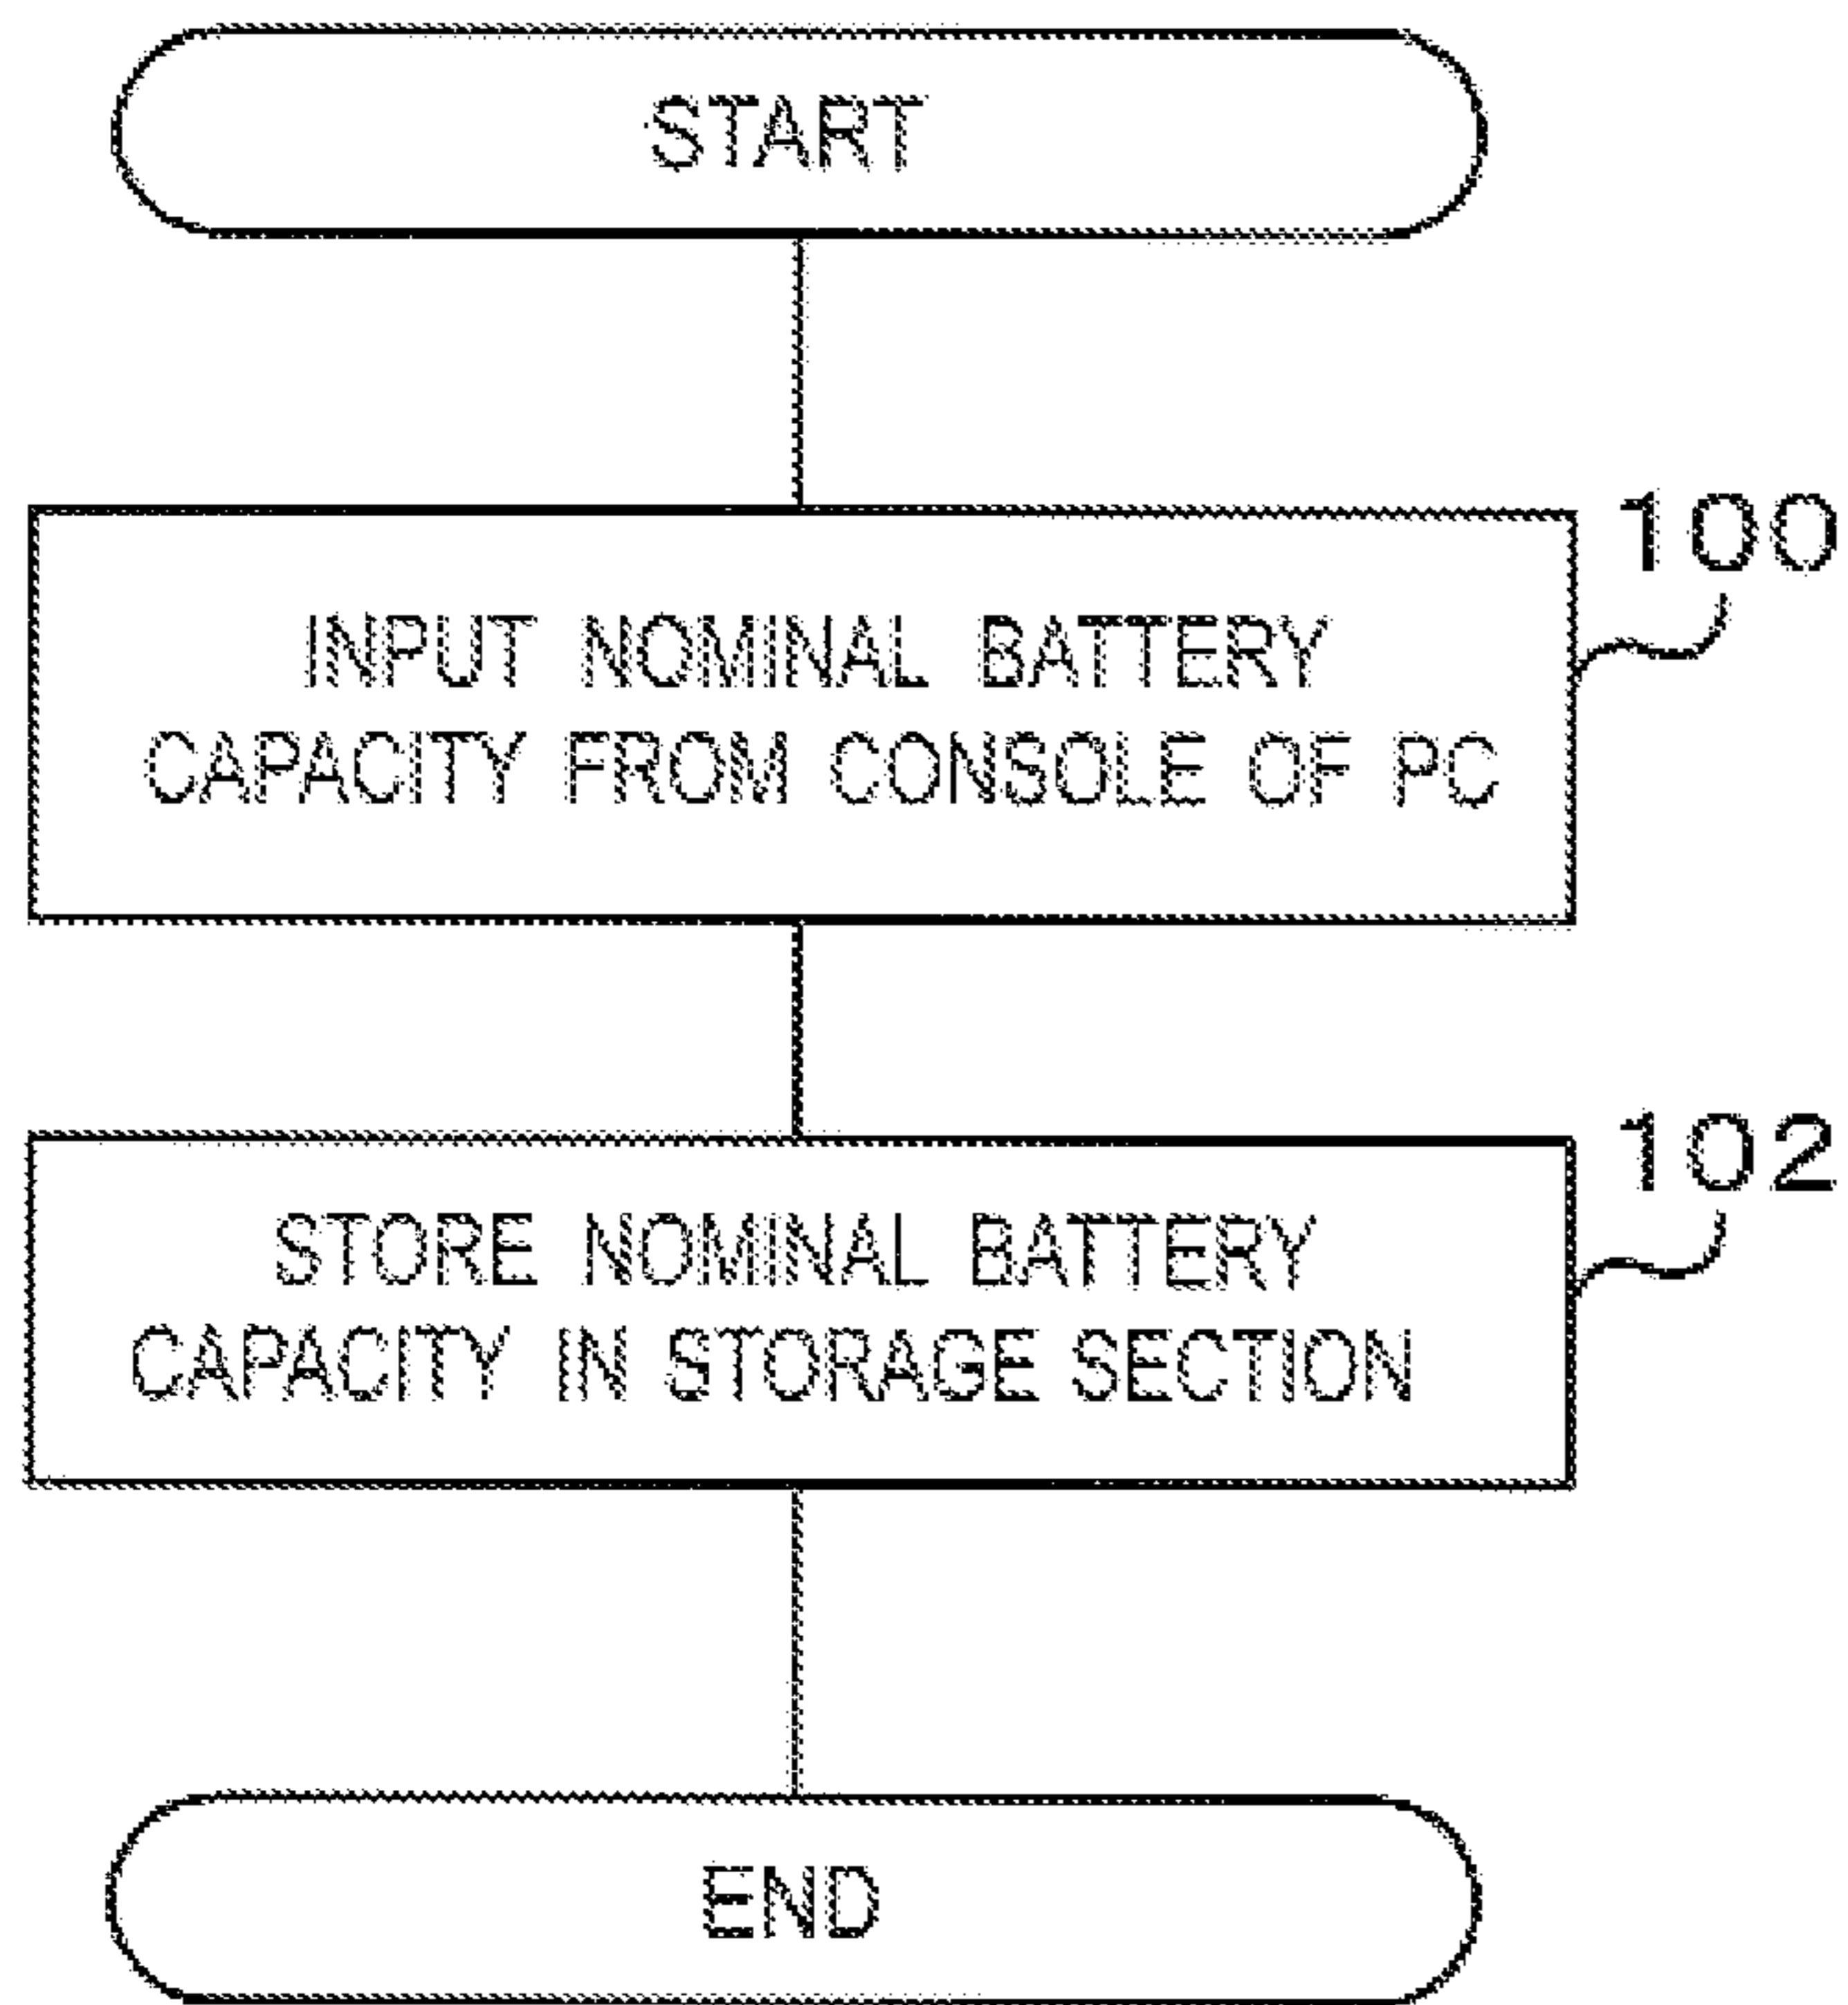 START
100
INPUT NOMINAL BATTERY
CAPACITY FROM CONSOLE OF PC
102
STORE NOMINAL BATTERY
CAPACITY IN STORAGE SECTION
END